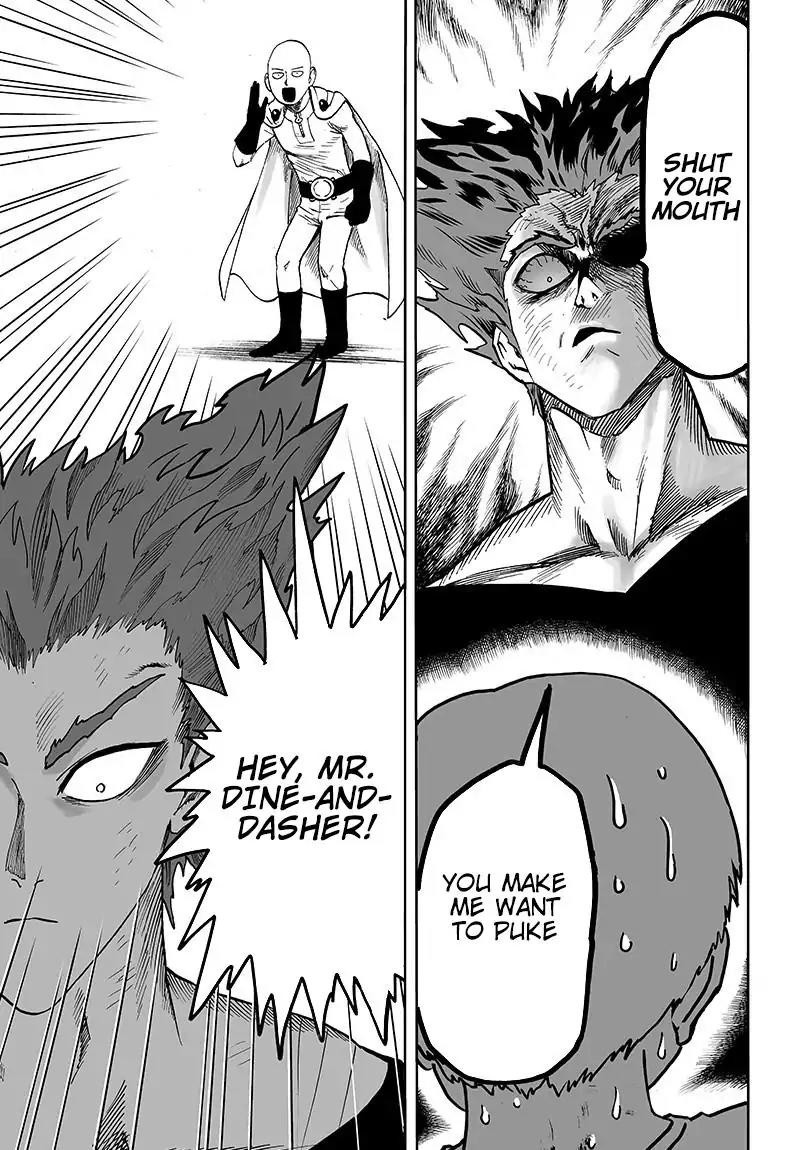 SHUT
YOUR
MOUTH
YOU MAKE
ME WANT
TO PUKE
HEY, MR.
DINE-AND-
DASHER!